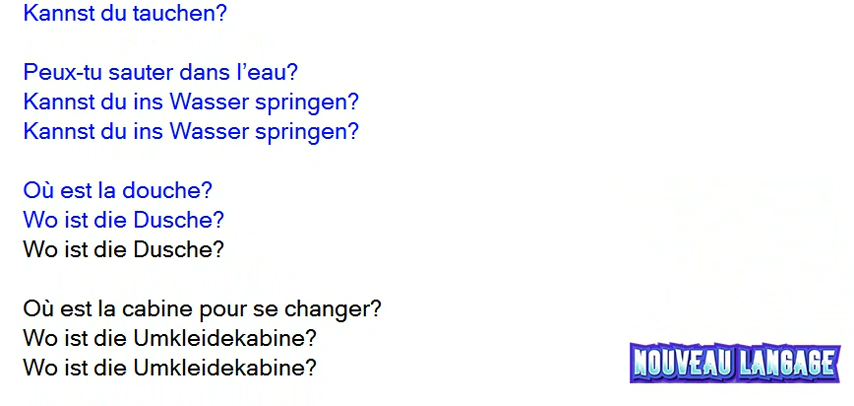 Kannst du tauchen?
Peux-tu sauter dans l'eau?
Kannst du ins Wasser springen?
Kannst du ins Wasser springen?
Où est la douche?
Wo ist die Dusche?
Wo ist die Dusche?
Où est la cabine pour se changer?
Wo ist die Umkleidekabine?
Wo ist die Umkleidekabine?
NOUVEAU LANGAGE